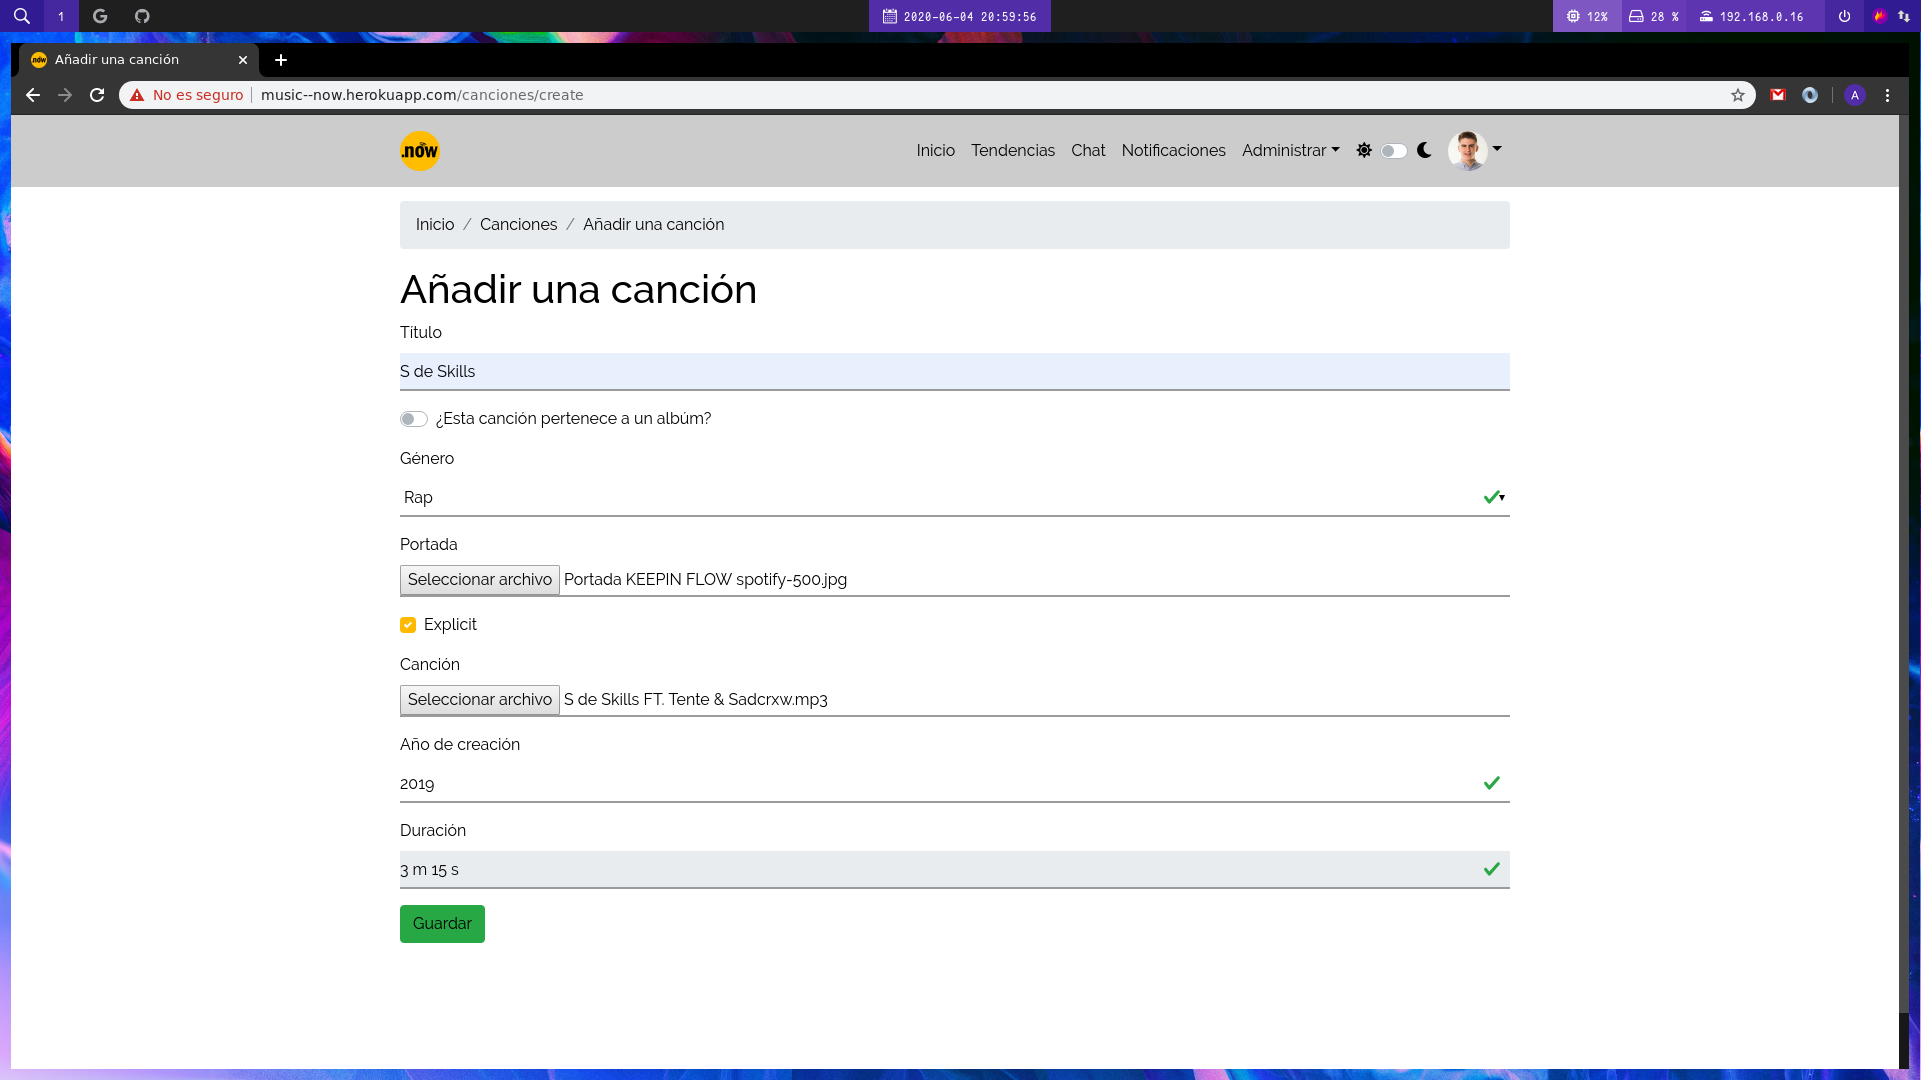 1
2020-06-04 20:59:56
12%
28 %
192.168.0.16
Añadir una canción
No es seguro
music--now.herokuapp.com/canciones/create
A
.now
Inicio Tendencias Chat Notificaciones Administrar
Inicio / Canciones / Añadir una canción
Añadir una canción
Título
S de Skills
¿Esta canción pertenece a un albúm?
Género
Rap
Portada
Seleccionar archivo Portada KEEPIN FLOW spotify-500.jpg
Explicit
Canción
Seleccionar archivo S de Skills FT. Tente & Sadcrxw.mp3
Año de creación
2019
Duración
3 m 15 s
Guardar